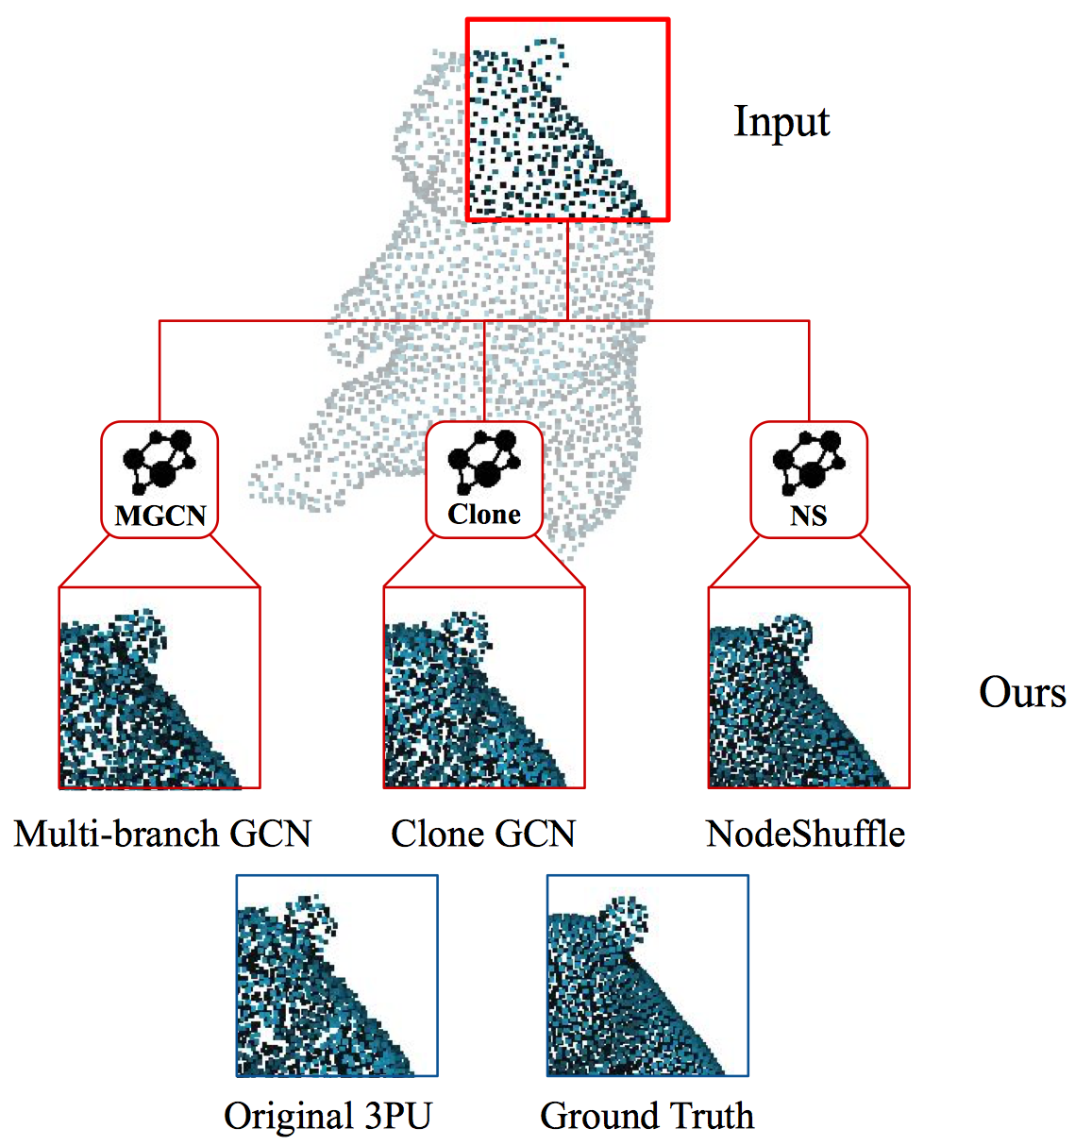 Input
MGCN
Clone
NS
Ours
Multi-branch GCN
Clone GCN
NodeShuffle
Original 3PU
Ground Truth